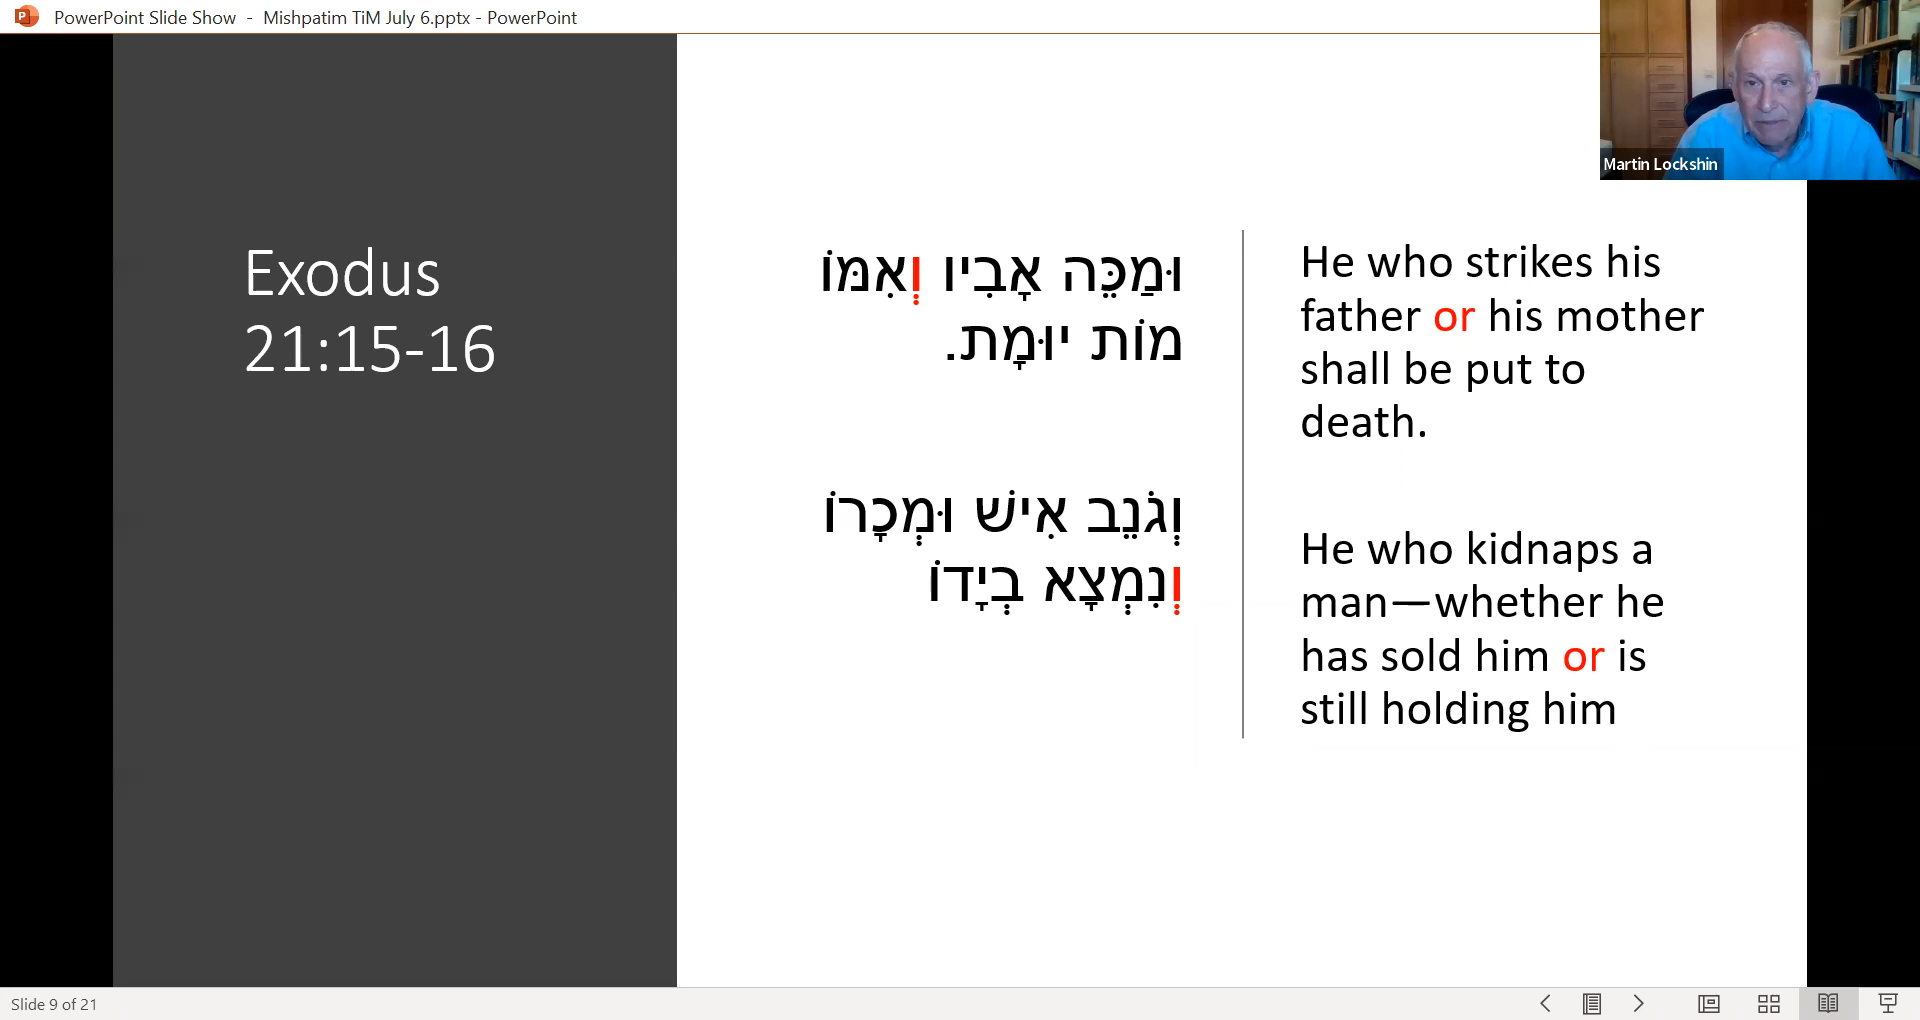 PowerPoint Slide Show - Mishpatim TiM July 6.pptx - PowerPoint
Martin Lockshin
Exodus
21:15-16
וּמַכֵּה אָבִיו וְאִמּוֹ
מוֹת יוּמָת.
וְגֹנֵב אִישׁ וּמְכָרוֹ
וְנִמְצָא בְיָדוֹ
He who strikes his
father or his mother
shall be put to
death.
He who kidnaps a
man—whether he
has sold him or is
still holding him
Slide 9 of 21